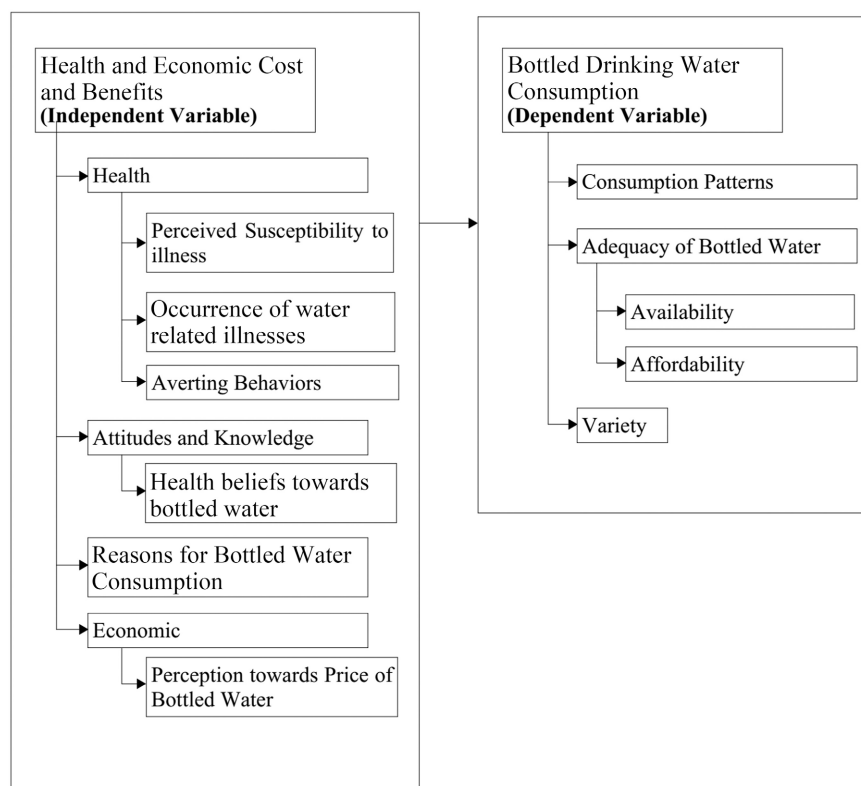 Health and Economic Cost
and Benefits
(Independent Variable)
Health
Perceived Susceptibility to
illness
Occurrence of water
related illnesses
Averting Behaviors
Attitudes and Knowledge
Health beliefs towards
bottled water
Reasons for Bottled Water
Consumption
Economic
Perception towards Price of
Bottled Water
Bottled Drinking Water
Consumption
(Dependent Variable)
Consumption Patterns
Adequacy of Bottled Water
Availability
Affordability
Variety